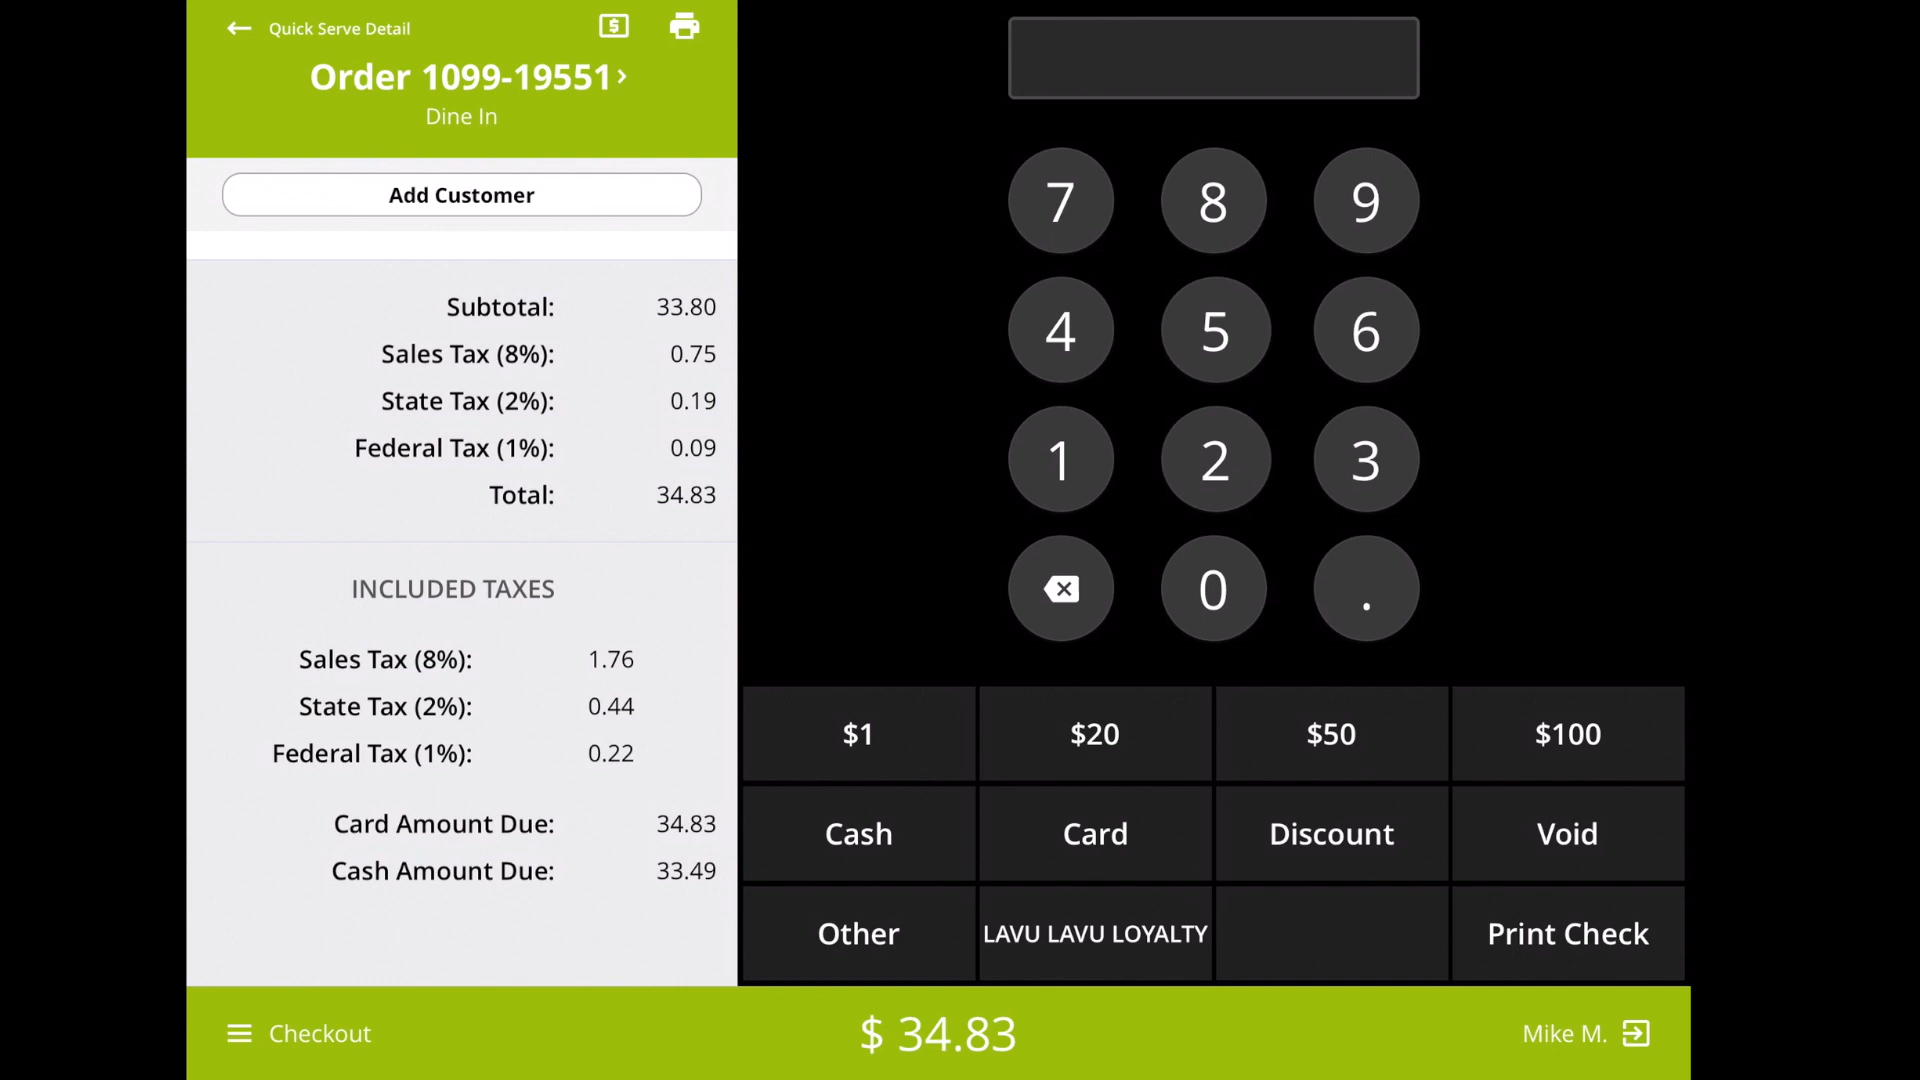 Quick Serve Detail
Order 1099-19551
Dine In
Add Customer
Subtotal: 33.80
Sales Tax (8%): 0.75
State Tax (2%): 0.19
Federal Tax (1%): 0.09
Total: 34.83
INCLUDED TAXES
Sales Tax (8%): 1.76
State Tax (2%): 0.44
Federal Tax (1%): 0.22
Card Amount Due: 34.83
Cash Amount Due: 33.49
7 8 9
4 5 6
1 2 3
0 .
$1 $20 $50 $100
Cash Card Discount Void
Other LAVU LAVU LOYALTY Print Check
Checkout $ 34.83 Mike M.